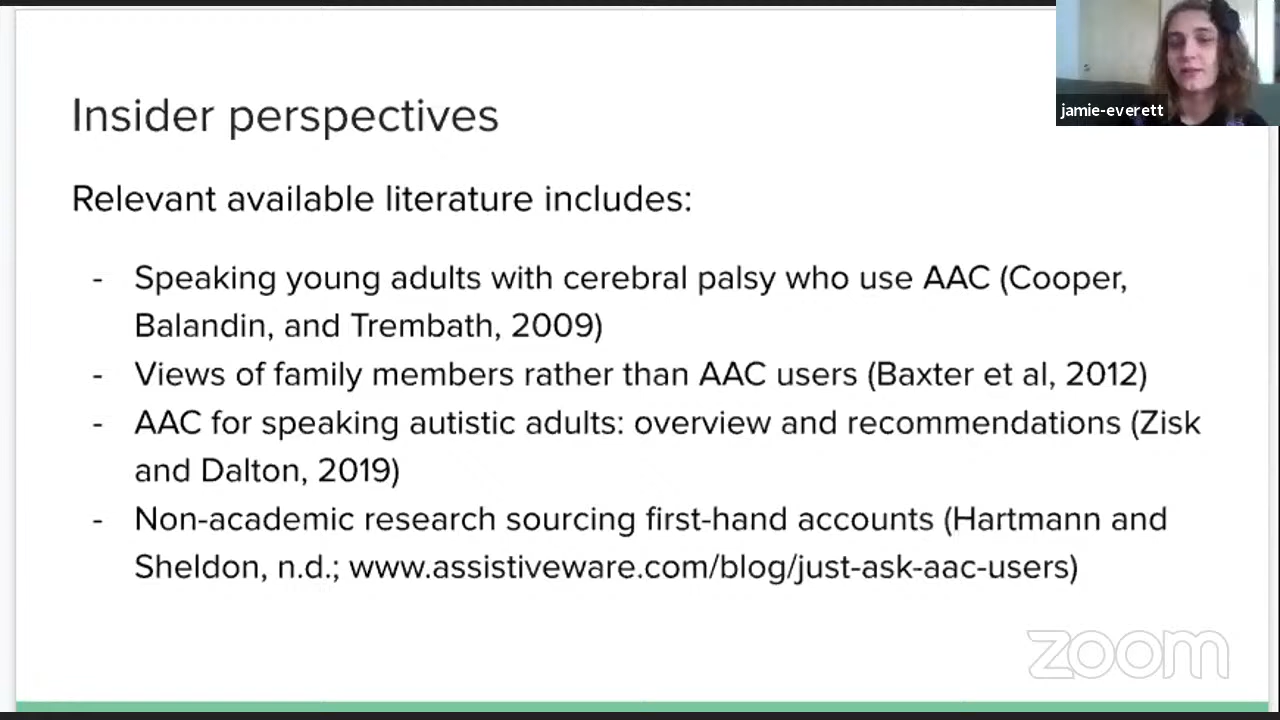 Insider perspectives
jamie-everett
Relevant available literature includes:
- Speaking young adults with cerebral palsy who use AAC (Cooper,
Balandin, and Trembath, 2009)
- Views of family members rather than AAC users (Baxter et al, 2012)
- AAC for speaking autistic adults: overview and recommendations (Zisk
and Dalton, 2019)
- Non-academic research sourcing first-hand accounts (Hartmann and
Sheldon, n.d.; www.assistiveware.com/blog/just-ask-aac-users)
zoom